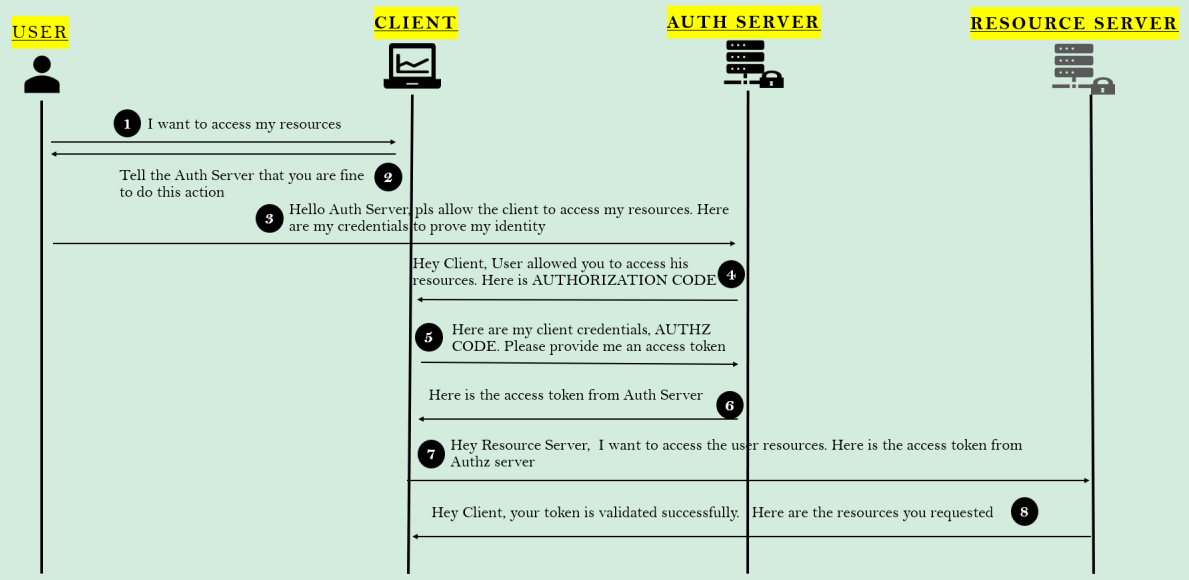 USER
CLIENT
AUTH SERVER
RESOURCE SERVER
1 I want to access my resources
Tell the Auth Server that you are fine 2
to do this action
3 Hello Auth Server, pls allow the client to access my resources. Here
are my credentials to prove my identity
Hey Client, User allowed you to access his
resources. Here is AUTHORIZATION CODE 4
5 Here are my client credentials, AUTHZ
CODE. Please provide me an access token
Here is the access token from Auth Server 6
7 Hey Resource Server, I want to access the user resources. Here is the access token from
Authz server
Hey Client, your token is validated successfully. Here are the resources you requested 8